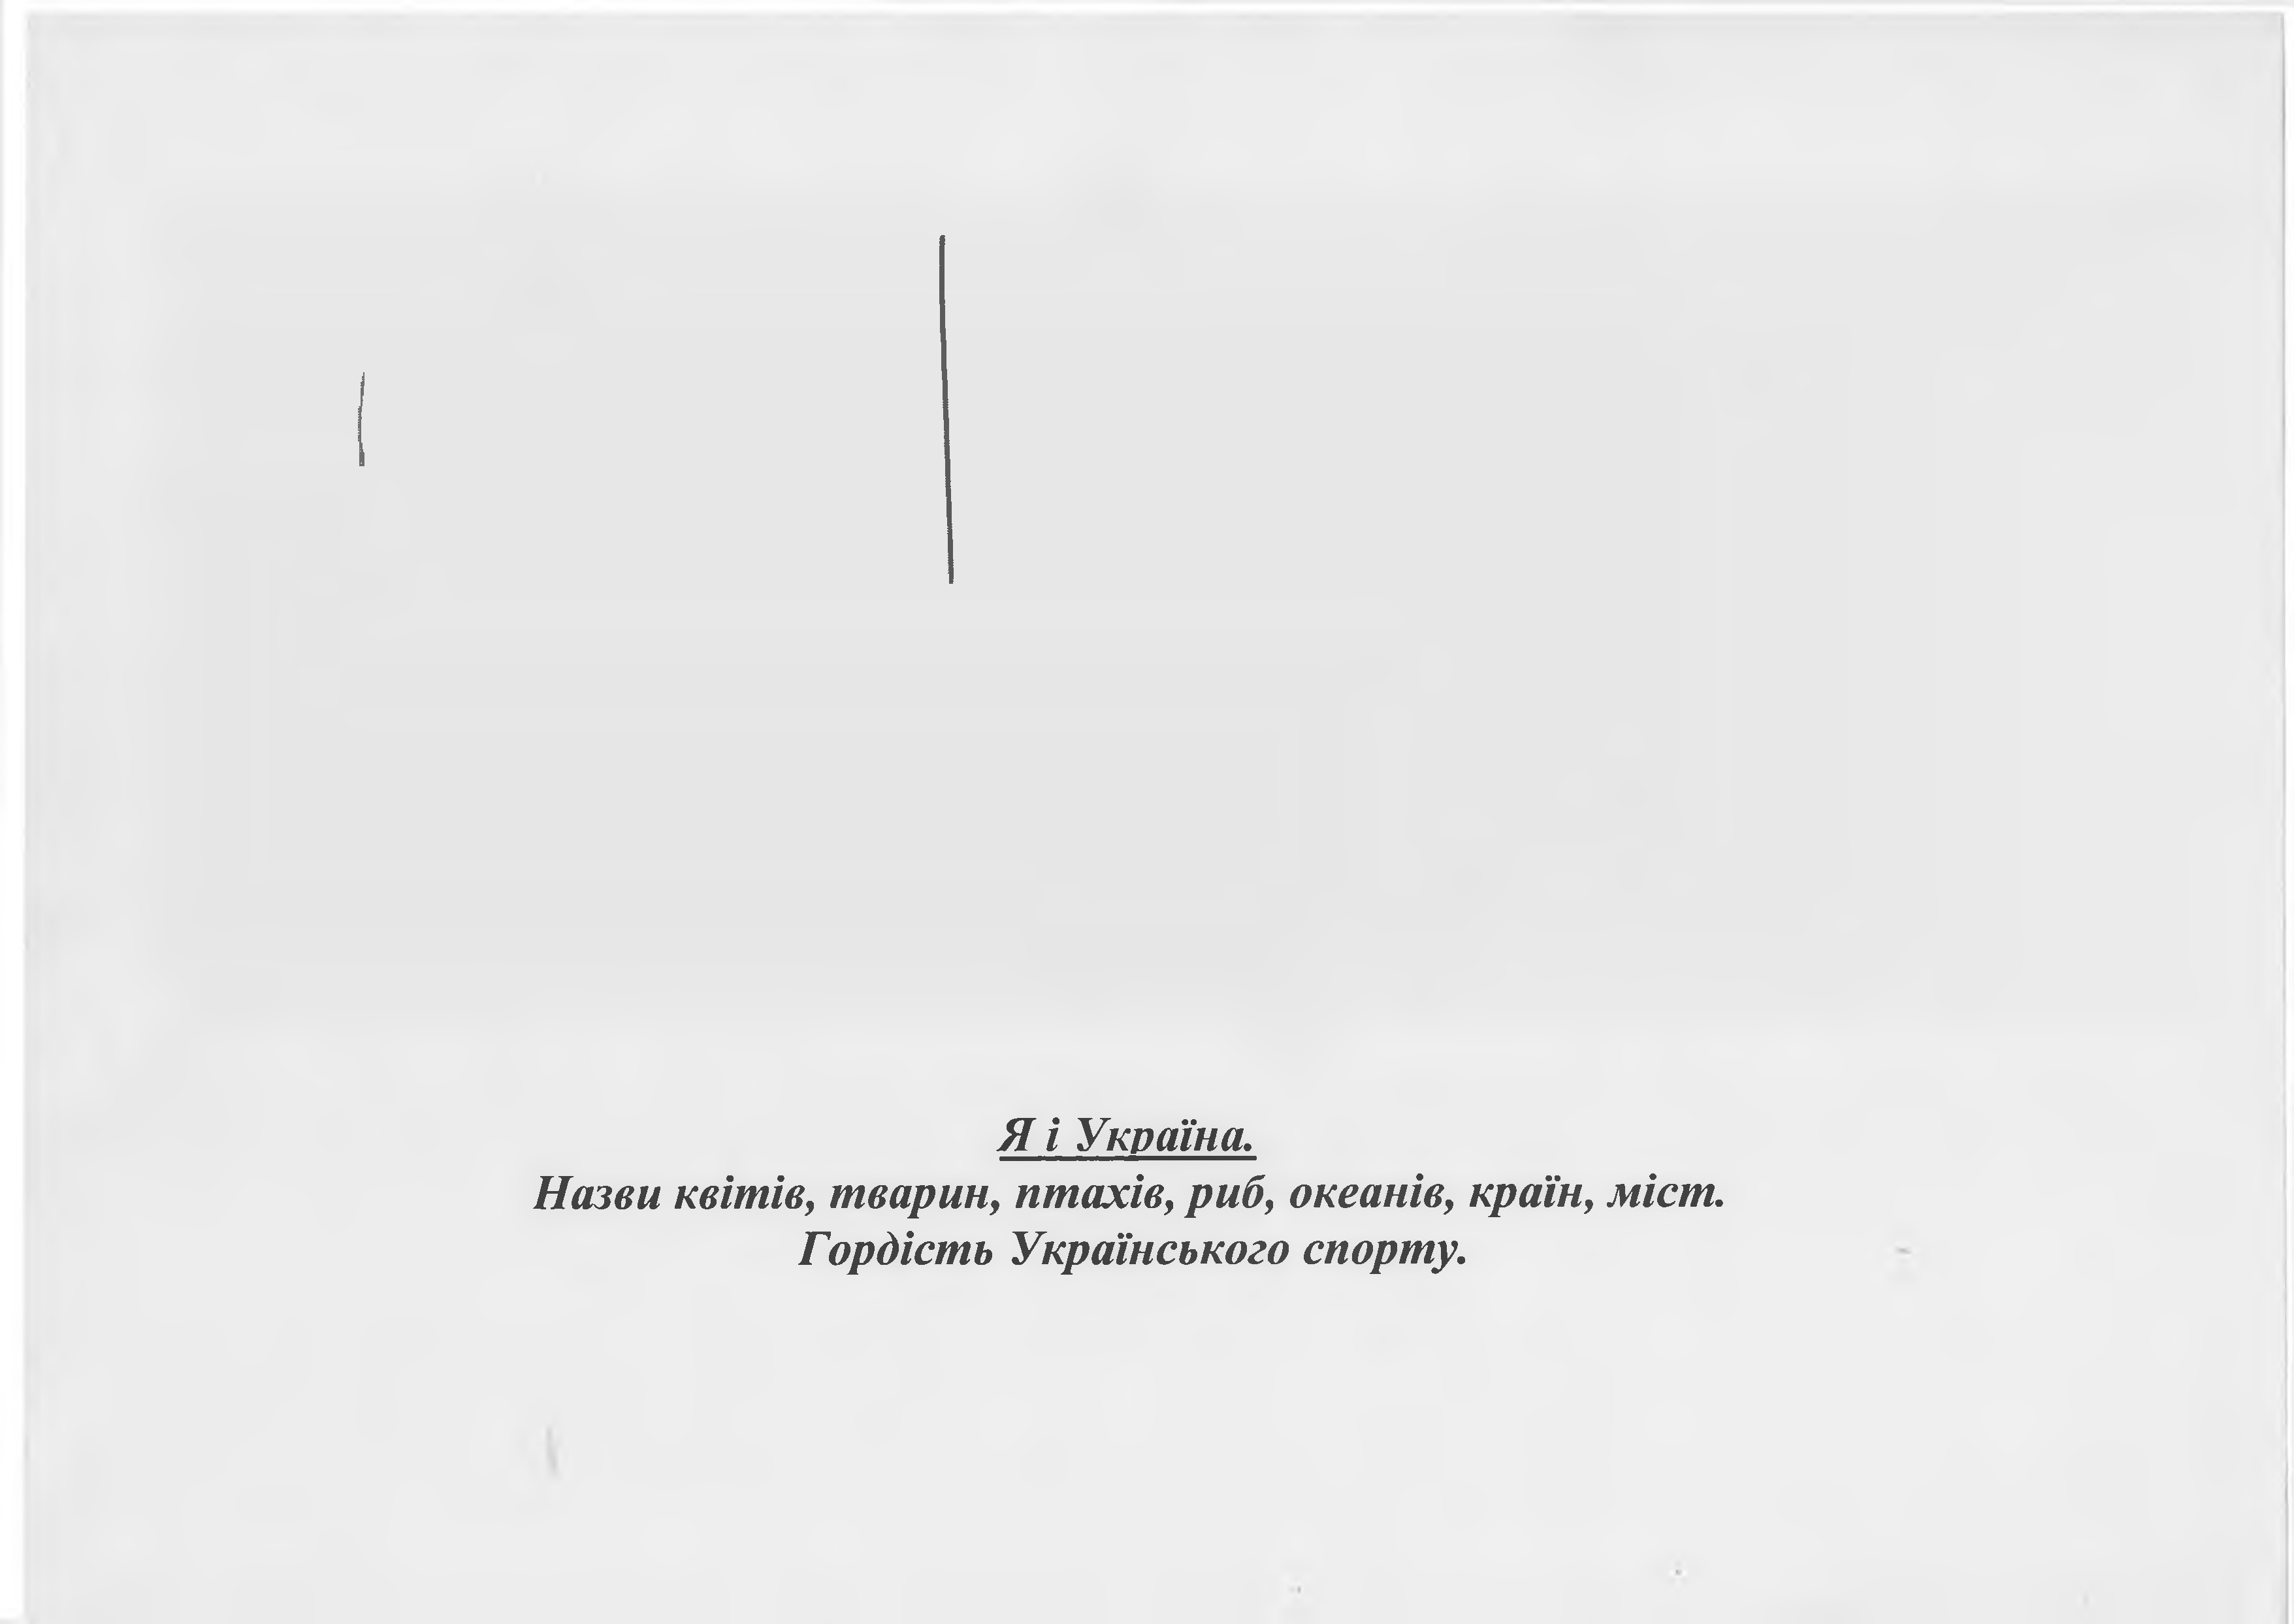 Я і Україна.
Назви квітів, тварин, птахів, риб, океанів, країн, міст.
Гордість Українського спорту.